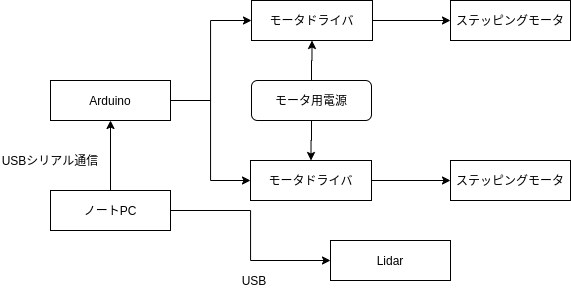 モータドライバ
ステッピングモータ
Arduino
モータ用電源
USBシリアル通信
モータドライバ
ステッピングモータ
ノートPC
Lidar
USB